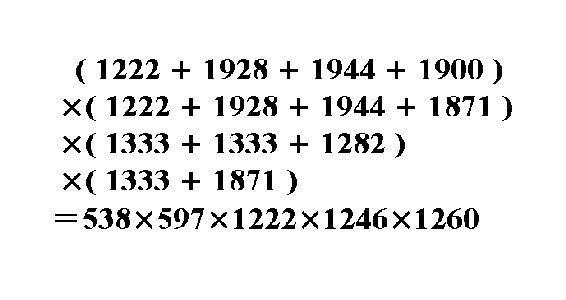 ( 1222 + 1928 + 1944 + 1900 )
×( 1222 + 1928 + 1944 + 1871 )
×( 1333 + 1333 + 1282 )
×( 1333 + 1871 )
=538×597×1222×1246×1260